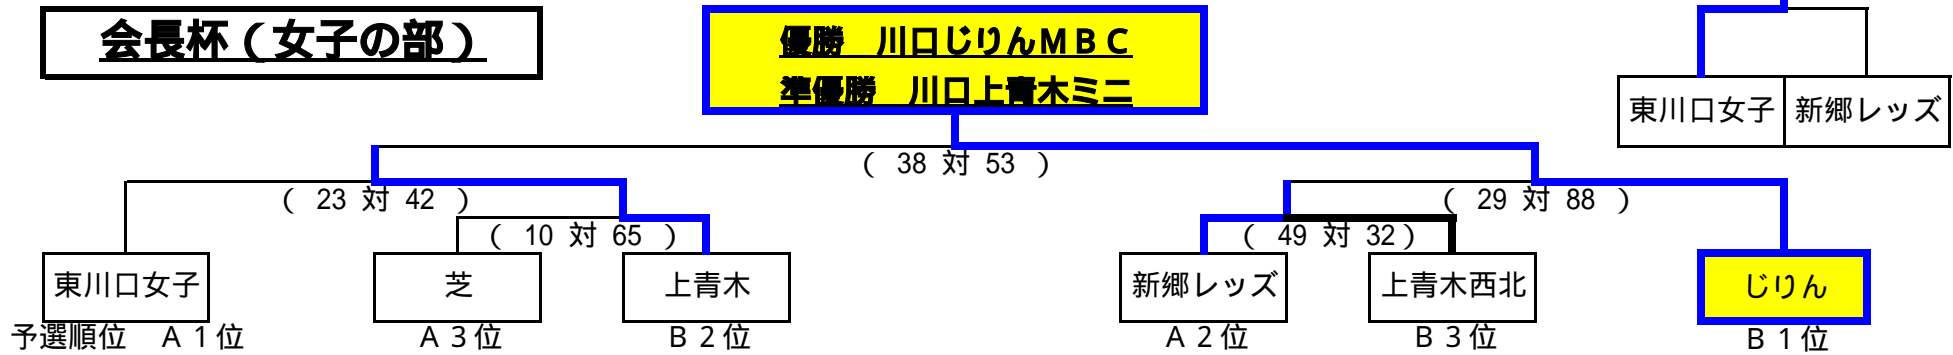 会長杯（女子の部）
優勝　川口じりんＭＢＣ
準優勝　川口上青木ミニ
東川口女子 新郷レッズ
（ 38 対 53 ）
（ 23 対 42 ）
（ 29 対 88 ）
（ 10 対 65 ）
（ 49 対 32）
東川口女子 芝 上青木 新郷レッズ 上青木西北 じりん
予選順位　Ａ１位 Ａ３位 Ｂ２位 Ａ２位 Ｂ３位 Ｂ１位